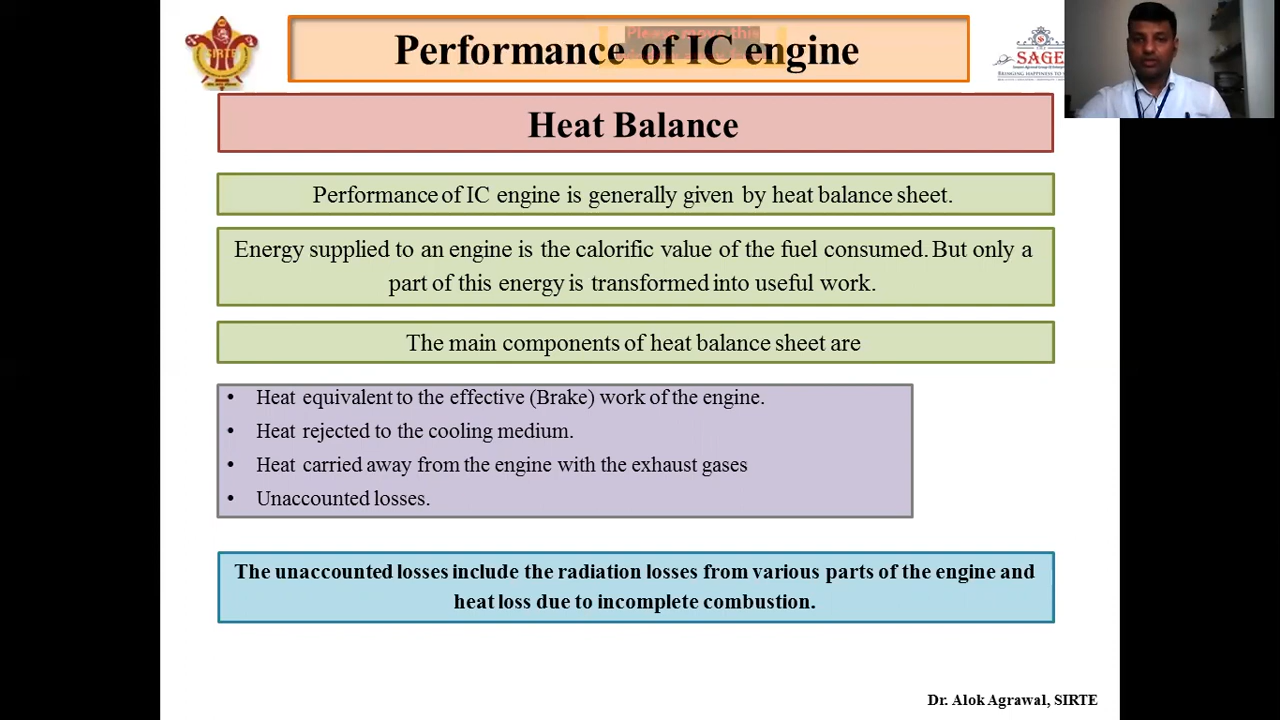 SIRTE
Performance of IC engine
Please move this
SAGE
Heat Balance
Performance of IC engine is generally given by heat balance sheet.
Energy supplied to an engine is the calorific value of the fuel consumed. But only a
part of this energy is transformed into useful work.
The main components of heat balance sheet are
• Heat equivalent to the effective (Brake) work of the engine.
• Heat rejected to the cooling medium.
• Heat carried away from the engine with the exhaust gases
• Unaccounted losses.
The unaccounted losses include the radiation losses from various parts of the engine and
heat loss due to incomplete combustion.
Dr. Alok Agrawal, SIRTE